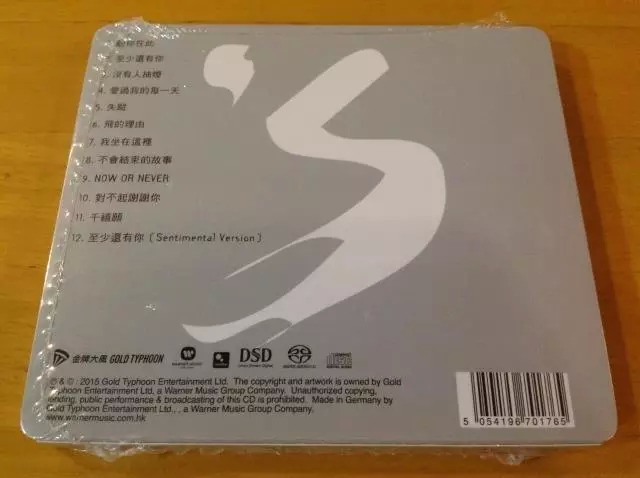 至少還有你
沒有人抽煙
4. 愛過我的每一天
5. 失蹤
6. 飛的理由
7. 我坐在這裡
8. 不會結束的故事
9. NOW OR NEVER
10. 對不起謝謝你
11. 千禧願
12. 至少還有你 (Sentimental Version)
金牌大風 GOLD TYPHOON DSD
℗ & © : 2015 Gold Typhoon Entertainment Ltd. The copyright and artwork is owned by Gold
Typhoon Entertainment Ltd., a Warner Music Group Company. Unauthorized copying,
lending, public performance & broadcasting of this CD is prohibited. Made in Germany by
Gold Typhoon Entertainment Ltd., , a Warner Music Group Company.
www.warnermusic.com.hk
5 054196 701765